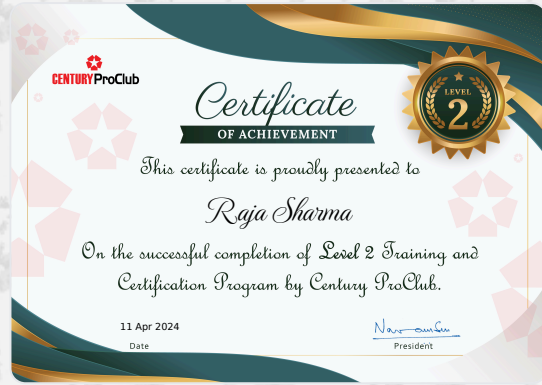 CENTURY ProClub
Certificate
OF ACHIEVEMENT
LEVEL
2
This certificate is proudly presented to
Raja Sharma
On the successful completion of Level 2 Training and
Certification Program by Century ProClub.
11 Apr 2024
Date
President